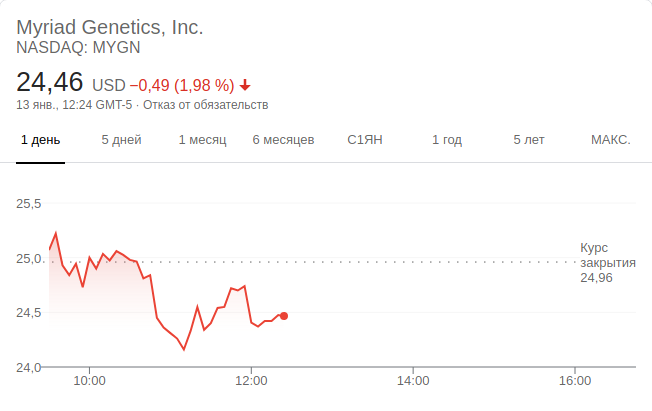 Myriad Genetics, Inc.
NASDAQ: MYGN
24,46 USD −0,49 (1,98 %)
13 янв., 12:24 GMT-5 · Отказ от обязательств
1 день 5 дней 1 месяц 6 месяцев С1ЯН 1 год 5 лет МАКС.
25,5
25,0
24,5
24,0
Курс
закрытия
24,96
10:00 12:00 14:00 16:00